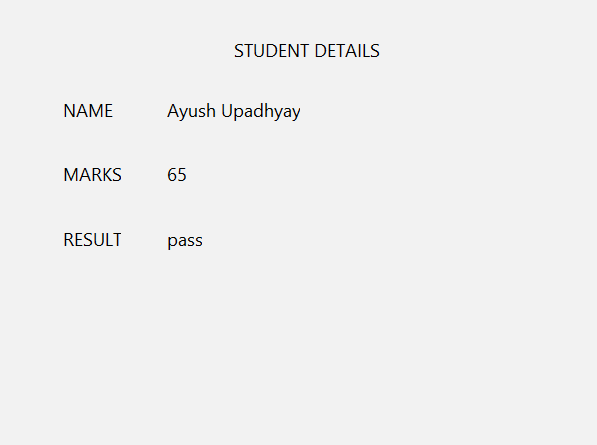 STUDENT DETAILS
NAME Ayush Upadhyay
MARKS 65
RESULT pass